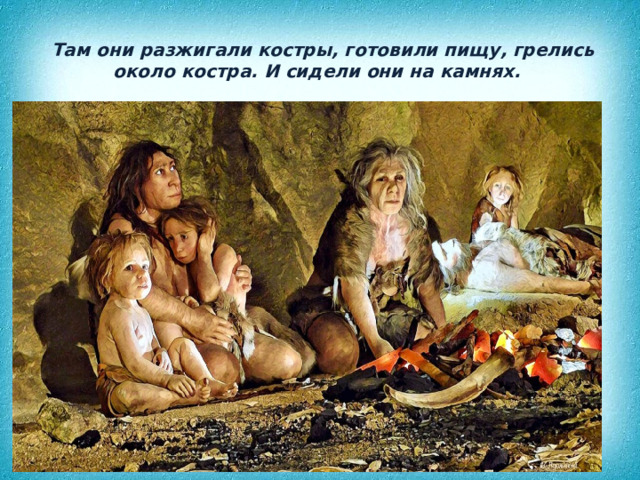 Там они разжигали костры, готовили пищу, грелись
около костра. И сидели они на камнях.